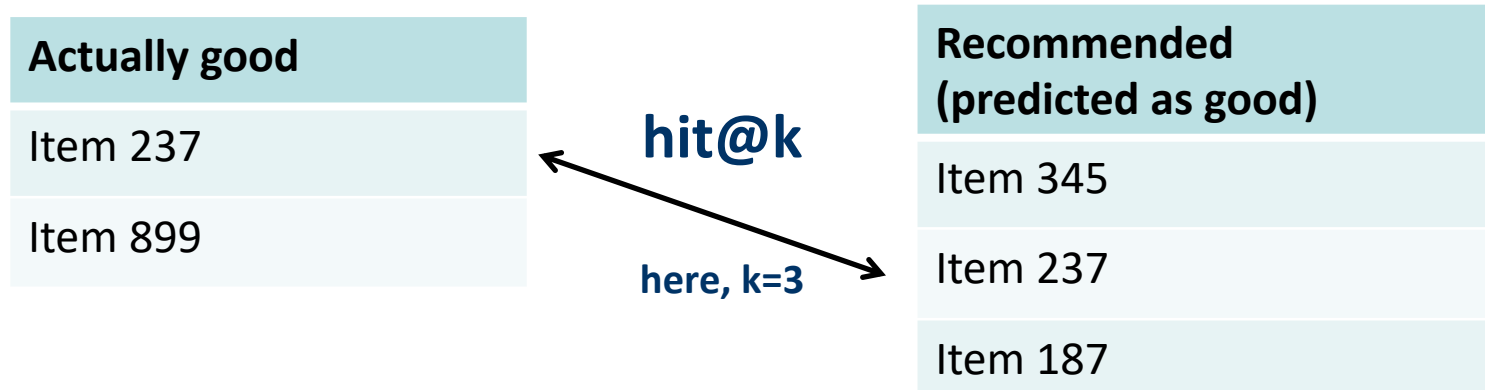 Actually good
Item 237
Item 899
hit@k
here, k=3
Recommended
(predicted as good)
Item 345
Item 237
Item 187